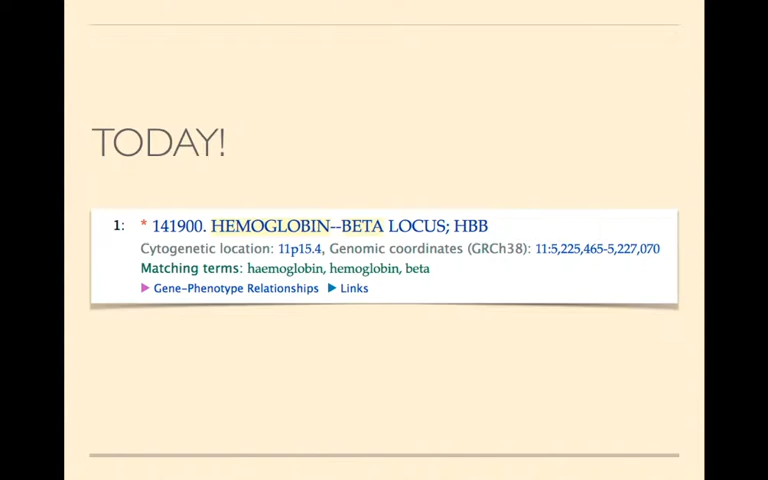 TODAY!
1: * 141900. HEMOGLOBIN--BETA LOCUS; HBB
Cytogenetic location: 11p15.4, Genomic coordinates (GRCh38): 11:5,225,465-5,227,070
Matching terms: haemoglobin, hemoglobin, beta
▶ Gene-Phenotype Relationships ▶ Links